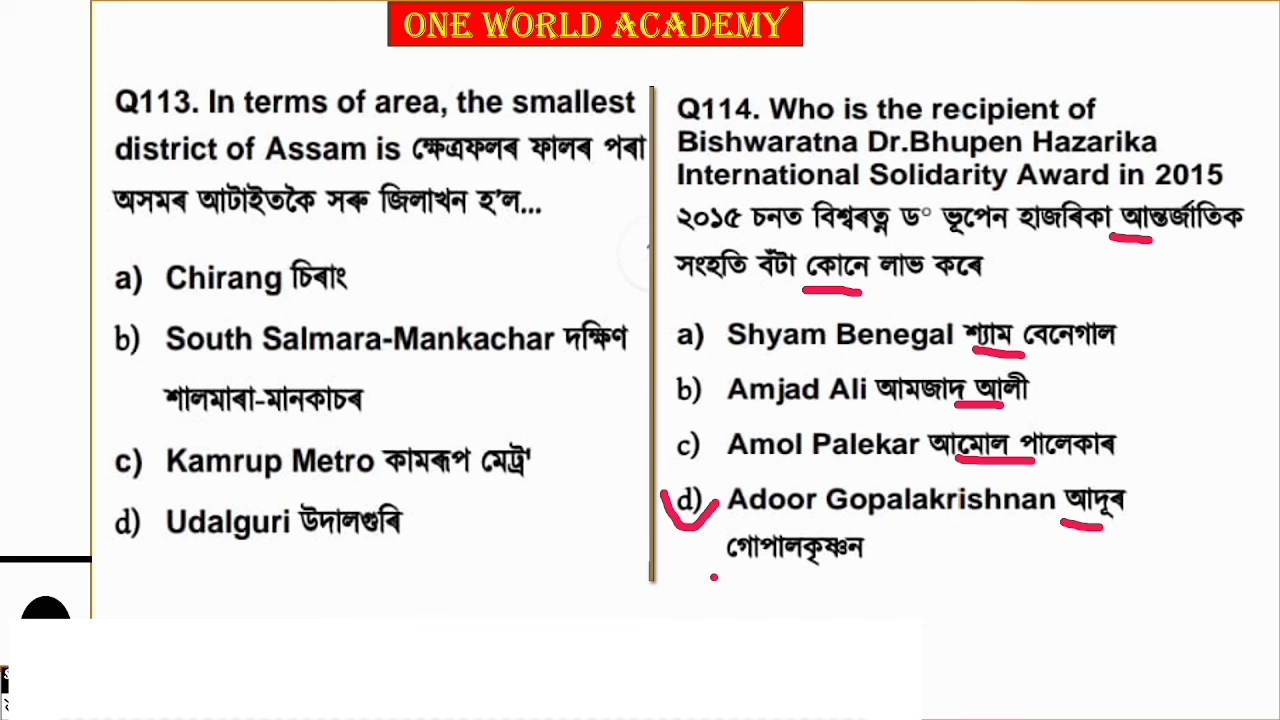 ONE WORLD ACADEMY
Q113. In terms of area, the smallest
district of Assam is ক্ষেত্ৰফলৰ ফালৰ পৰা
অসমৰ আটাইতকৈ সৰু জিলাখন হ'ল...
a) Chirang চিৰাং
b) South Salmara-Mankachar দক্ষিণ
শালমাৰা-মানকাচৰ
c) Kamrup Metro কামৰূপ মেট্ৰ'
d) Udalguri উদালগুৰি
Q114. Who is the recipient of
Bishwaratna Dr.Bhupen Hazarika
International Solidarity Award in 2015
২০১৫ চনত বিশ্বৰত্ন ড° ভূপেন হাজৰিকা আন্তৰ্জাতিক
সংহতি বঁটা কোনে লাভ কৰে
a) Shyam Benegal শ্যাম বেনেগাল
b) Amjad Ali আমজাদ আলী
c) Amol Palekar আমোল পালেকাৰ
d) Adoor Gopalakrishnan আদূৰ
গোপালকৃষ্ণন